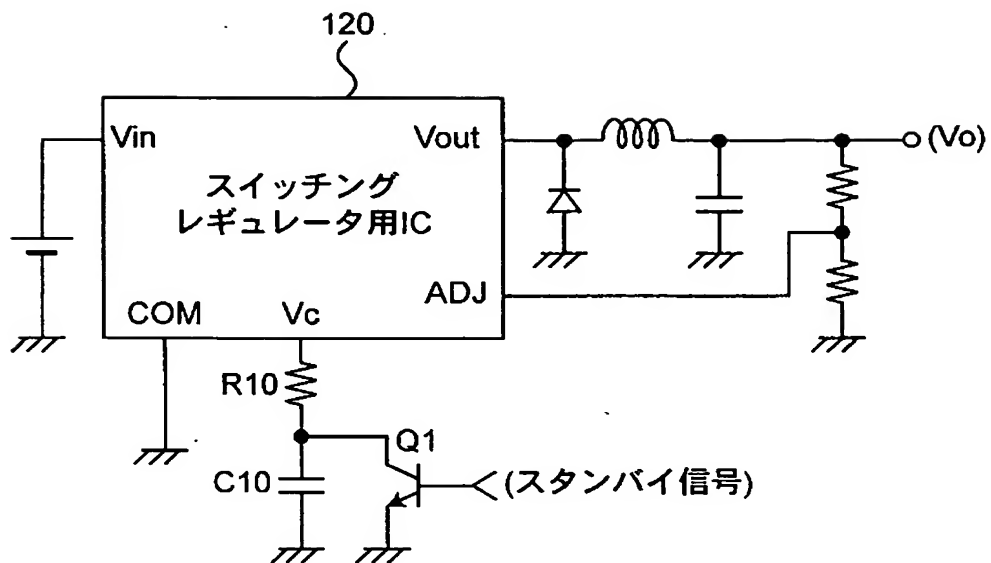 120
Vin
Vout
(Vo)
スイッチング
レギュレータ用IC
ADJ
COM
Vc
R10
Q1
C10
(スタンバイ信号)